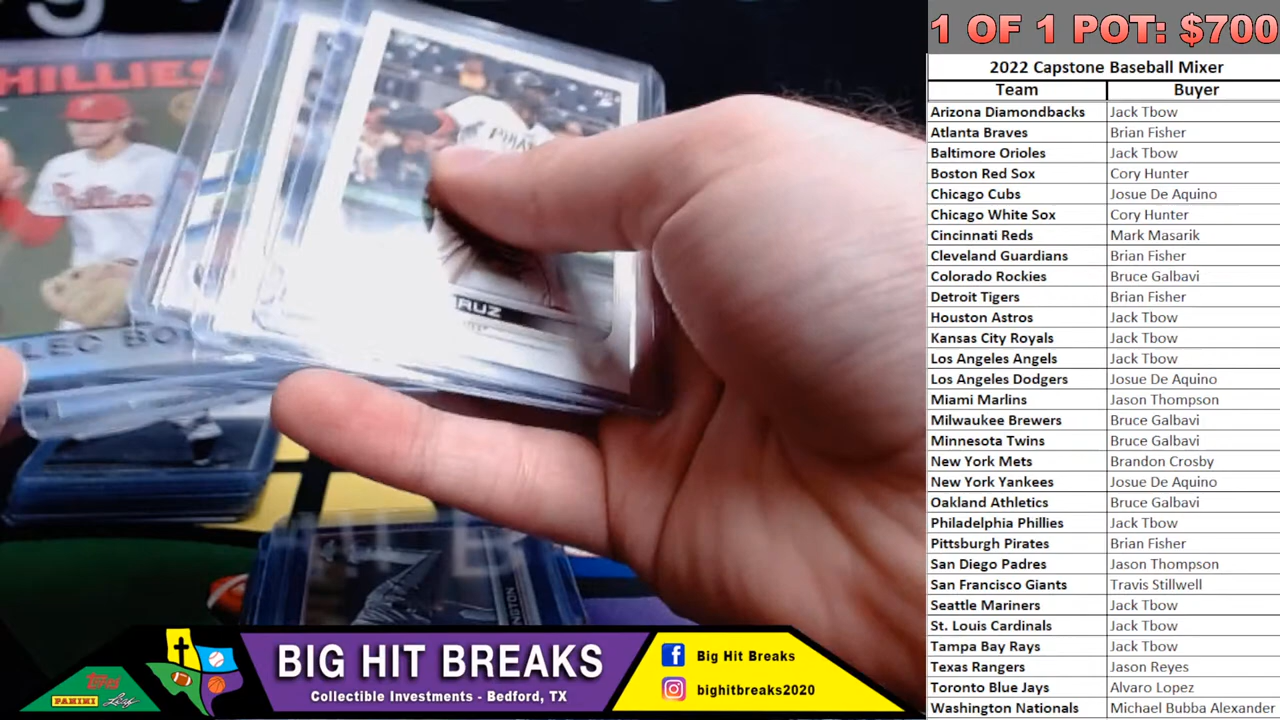 1 OF 1 POT: $700
2022 Capstone Baseball Mixer
Team Buyer
Arizona Diamondbacks Jack Tbow
Atlanta Braves Brian Fisher
Baltimore Orioles Jack Tbow
Boston Red Sox Cory Hunter
Chicago Cubs Josue De Aquino
Chicago White Sox Cory Hunter
Cincinnati Reds Mark Masarik
Cleveland Guardians Brian Fisher
Colorado Rockies Bruce Galbavi
Detroit Tigers Brian Fisher
Houston Astros Jack Tbow
Kansas City Royals Jack Tbow
Los Angeles Angels Jack Tbow
Los Angeles Dodgers Josue De Aquino
Miami Marlins Jason Thompson
Milwaukee Brewers Bruce Galbavi
Minnesota Twins Bruce Galbavi
New York Mets Brandon Crosby
New York Yankees Josue De Aquino
Oakland Athletics Bruce Galbavi
Philadelphia Phillies Jack Tbow
Pittsburgh Pirates Brian Fisher
San Diego Padres Jason Thompson
San Francisco Giants Travis Stillwell
Seattle Mariners Jack Tbow
St. Louis Cardinals Jack Tbow
Tampa Bay Rays Jack Tbow
Texas Rangers Jason Reyes
Toronto Blue Jays Alvaro Lopez
Washington Nationals Michael Bubba Alexander
HILLIES
Phillies
LEC BO
PIRAT
RUZ
NGTON
Topps
PANINI
Leaf
BIG HIT BREAKS
Collectible Investments - Bedford, TX
Big Hit Breaks
bighitbreaks2020